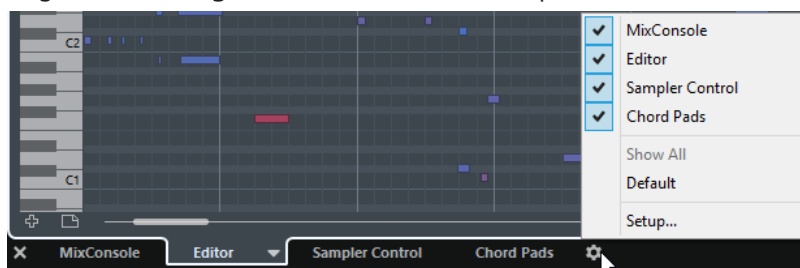 C2
C1
MixConsole
Editor
Sampler Control
Chord Pads
Show All
Default
Setup...
MixConsole Editor Sampler Control Chord Pads